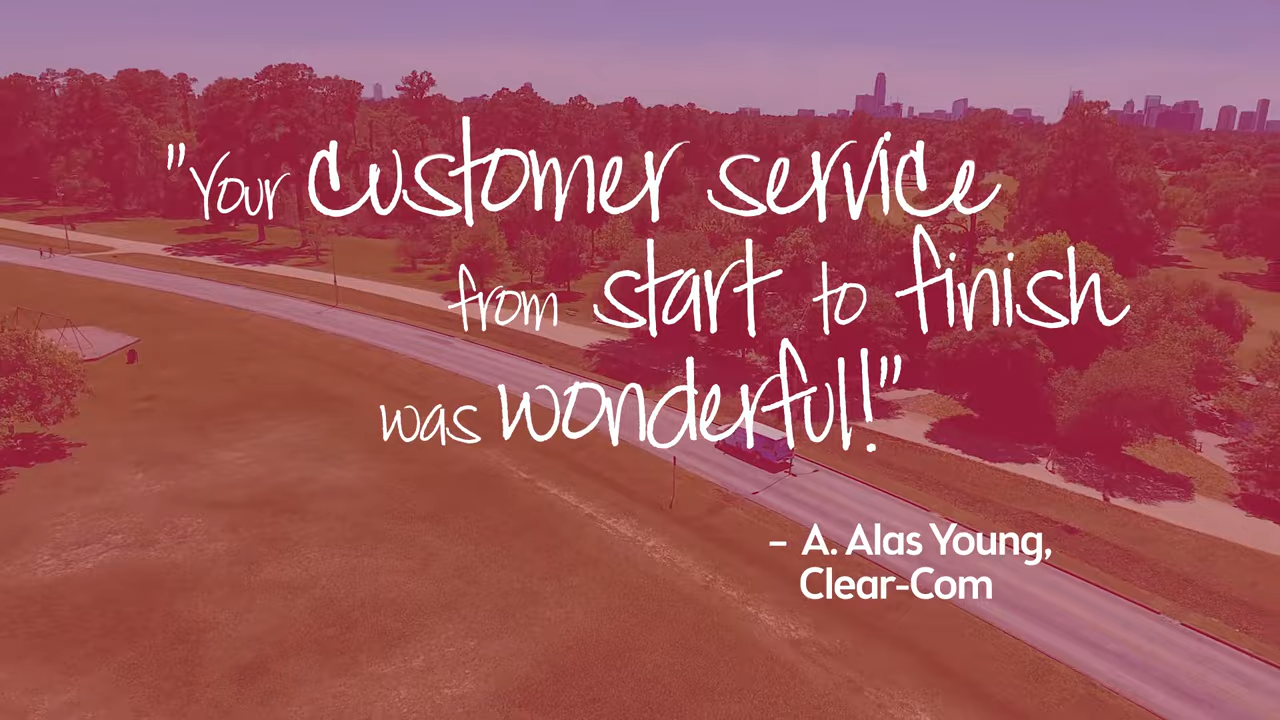 "Your customer service
from start to finish
was wonderful!"
– A. Alas Young,
Clear-Com